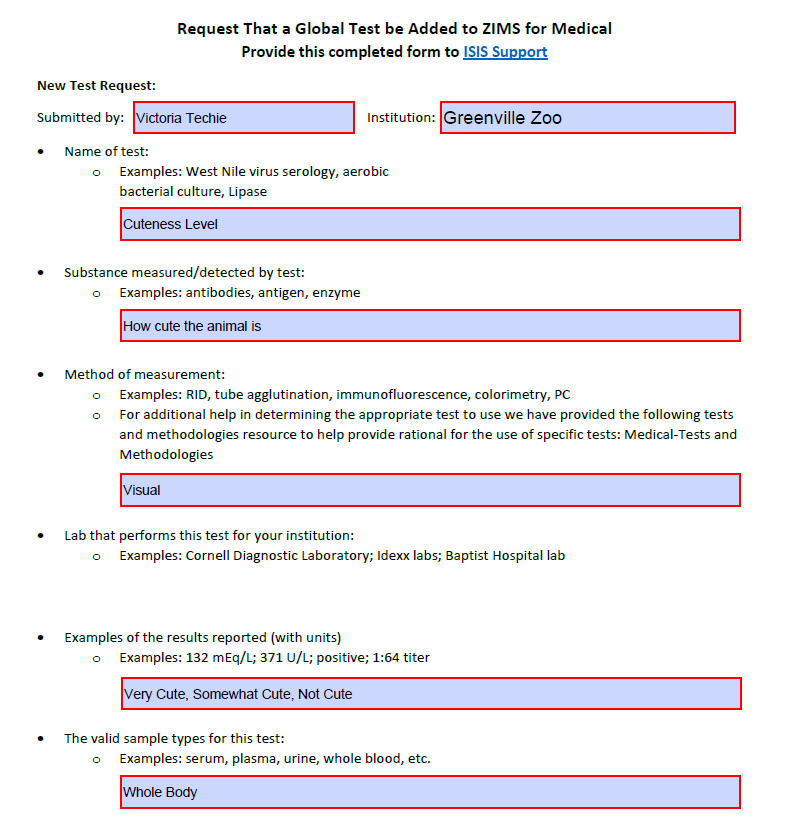 Request That a Global Test be Added to ZIMS for Medical
Provide this completed form to ISIS Support
New Test Request:
Submitted by: Victoria Techie Institution: Greenville Zoo
• Name of test:
o Examples: West Nile virus serology, aerobic
bacterial culture, Lipase
Cuteness Level
• Substance measured/detected by test:
o Examples: antibodies, antigen, enzyme
How cute the animal is
• Method of measurement:
o Examples: RID, tube agglutination, immunofluorescence, colorimetry, PC
o For additional help in determining the appropriate test to use we have provided the following tests
and methodologies resource to help provide rational for the use of specific tests: Medical-Tests and
Methodologies
Visual
• Lab that performs this test for your institution:
o Examples: Cornell Diagnostic Laboratory; Idexx labs; Baptist Hospital lab
• Examples of the results reported (with units)
o Examples: 132 mEq/L; 371 U/L; positive; 1:64 titer
Very Cute, Somewhat Cute, Not Cute
• The valid sample types for this test:
o Examples: serum, plasma, urine, whole blood, etc.
Whole Body